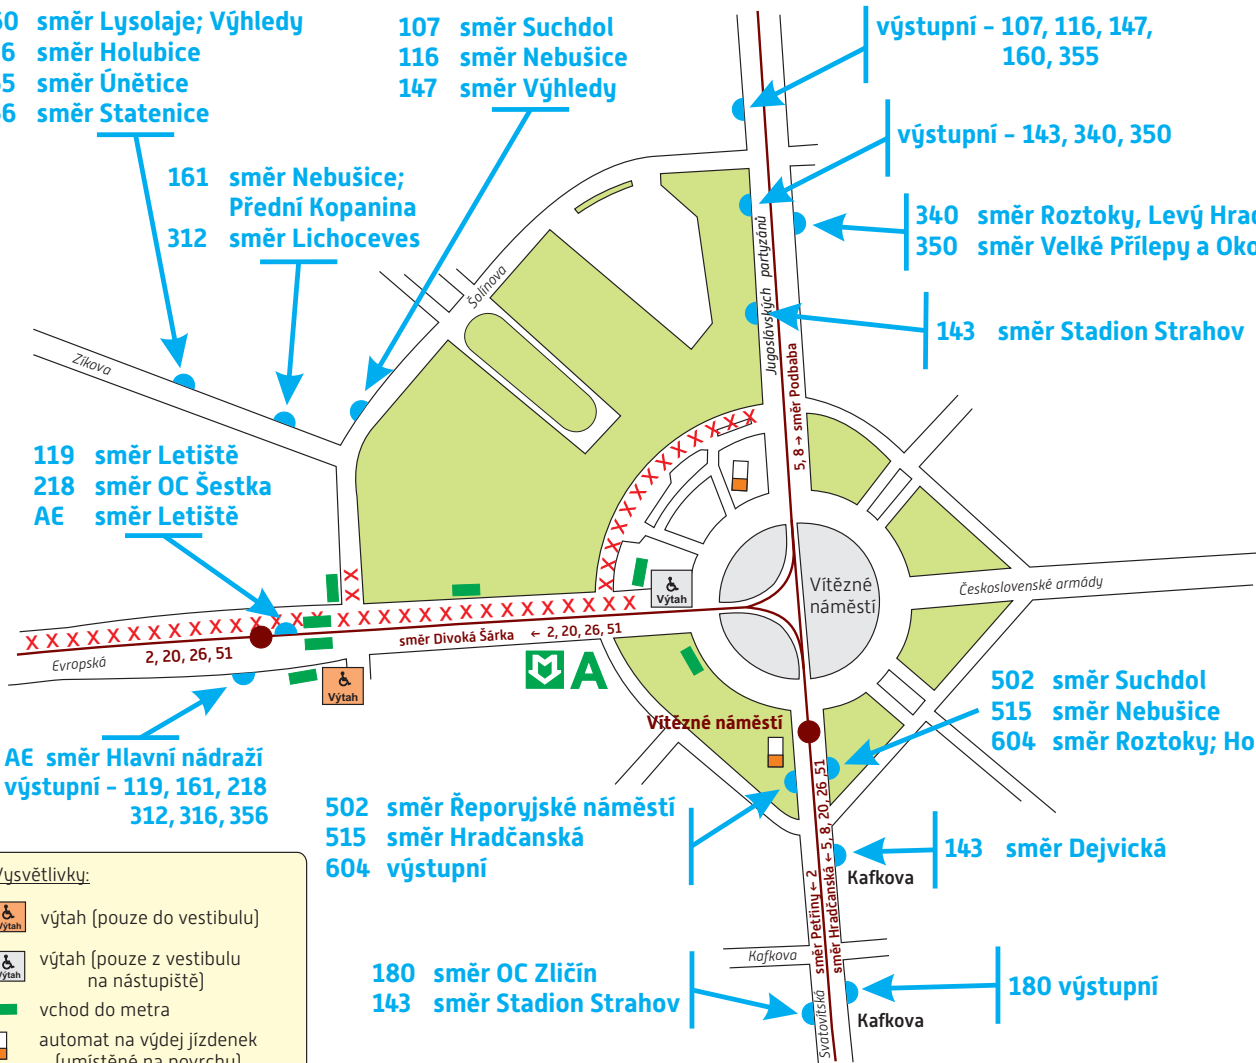 směr Lysolaje; Výhledy
směr Holubice
směr Únětice
směr Statenice
107 směr Suchdol
116 směr Nebušice
147 směr Výhledy
výstupní – 107, 116, 147,
160, 355
výstupní – 143, 340, 350
161 směr Nebušice;
Přední Kopanina
312 směr Lichoceves
340 směr Roztoky, Levý Hrad
350 směr Velké Přílepy a Oko
143 směr Stadion Strahov
Šolínova
Jugoslávských partyzánů
5, 8 → směr Podbaba
Zikova
119 směr Letiště
218 směr OC Šestka
AE směr Letiště
Výtah
Vítězné
náměstí
Československé armády
směr Divoká Šárka ← 2, 20, 26, 51
2, 20, 26, 51
Evropská
A
Výtah
Vítězné náměstí
502 směr Suchdol
515 směr Nebušice
604 směr Roztoky; Ho
AE směr Hlavní nádraží
výstupní – 119, 161, 218
312, 316, 356
502 směr Řeporyjské náměstí
515 směr Hradčanská
604 výstupní
143 směr Dejvická
Kafkova
směr Petřiny ← 2
směr Hradčanská ← 5, 8, 20, 26, 51
Kafkova
180 směr OC Zličín
143 směr Stadion Strahov
180 výstupní
Kafkova
Svatovítská
Vysvětlivky:
Výtah
výtah (pouze do vestibulu)
Výtah
výtah (pouze z vestibulu
na nástupiště)
vchod do metra
automat na výdej jízdenek
(umístěné na povrchu)